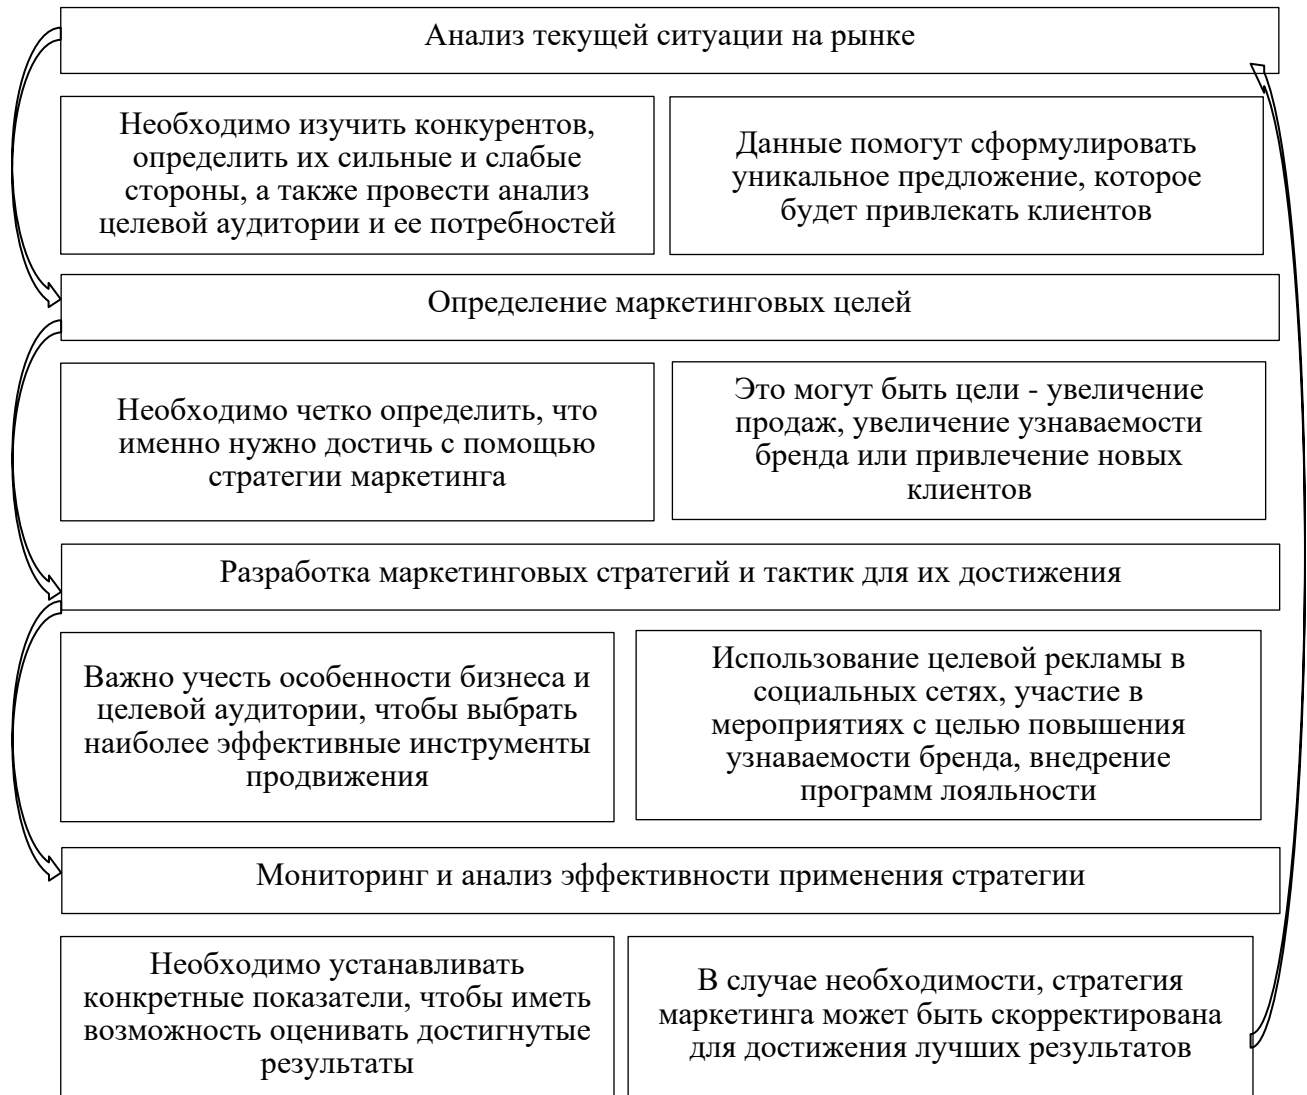 Анализ текущей ситуации на рынке
Необходимо изучить конкурентов,
определить их сильные и слабые
стороны, а также провести анализ
целевой аудитории и ее потребностей
Данные помогут сформулировать
уникальное предложение, которое
будет привлекать клиентов
Определение маркетинговых целей
Необходимо четко определить, что
именно нужно достичь с помощью
стратегии маркетинга
Это могут быть цели - увеличение
продаж, увеличение узнаваемости
бренда или привлечение новых
клиентов
Разработка маркетинговых стратегий и тактик для их достижения
Важно учесть особенности бизнеса и
целевой аудитории, чтобы выбрать
наиболее эффективные инструменты
продвижения
Использование целевой рекламы в
социальных сетях, участие в
мероприятиях с целью повышения
узнаваемости бренда, внедрение
программ лояльности
Мониторинг и анализ эффективности применения стратегии
Необходимо устанавливать
конкретные показатели, чтобы иметь
возможность оценивать достигнутые
результаты
В случае необходимости, стратегия
маркетинга может быть скорректирована
для достижения лучших результатов